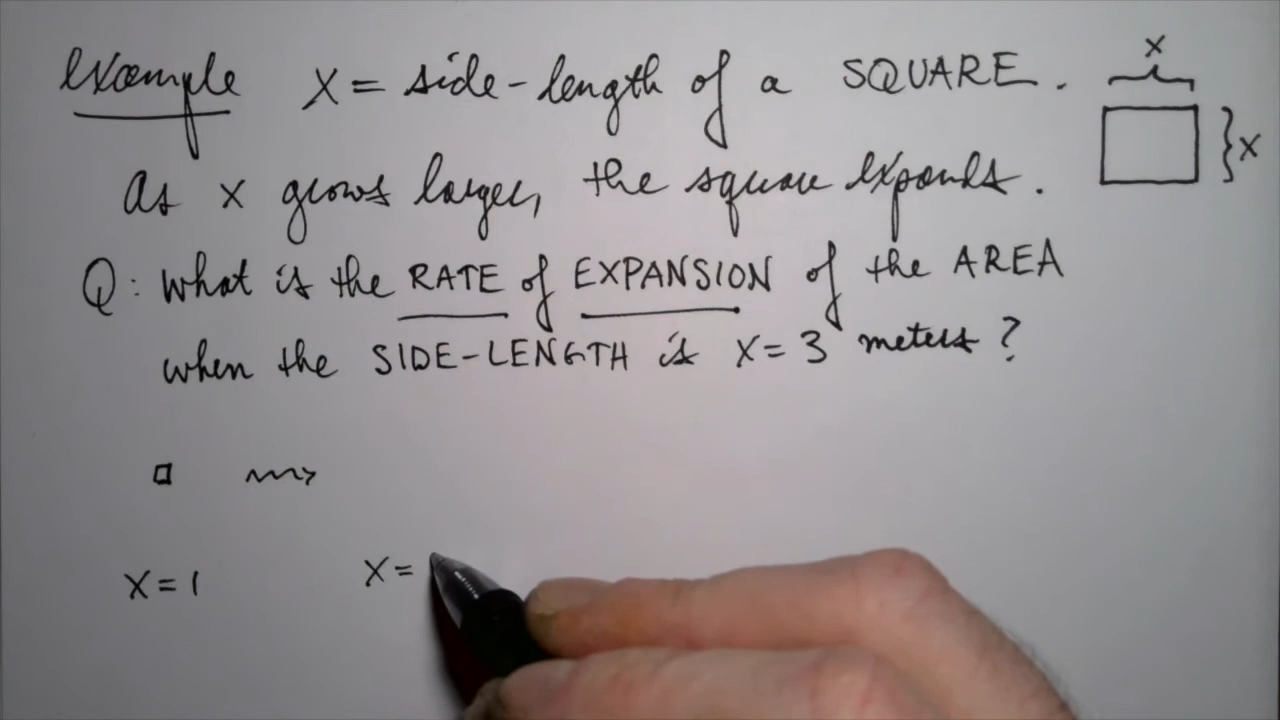 example X = side-length of a SQUARE.
x
x
As x grows larger, the square expands.
Q: What is the RATE of EXPANSION of the AREA
when the SIDE-LENGTH is X = 3 meters?
X = 1
X =